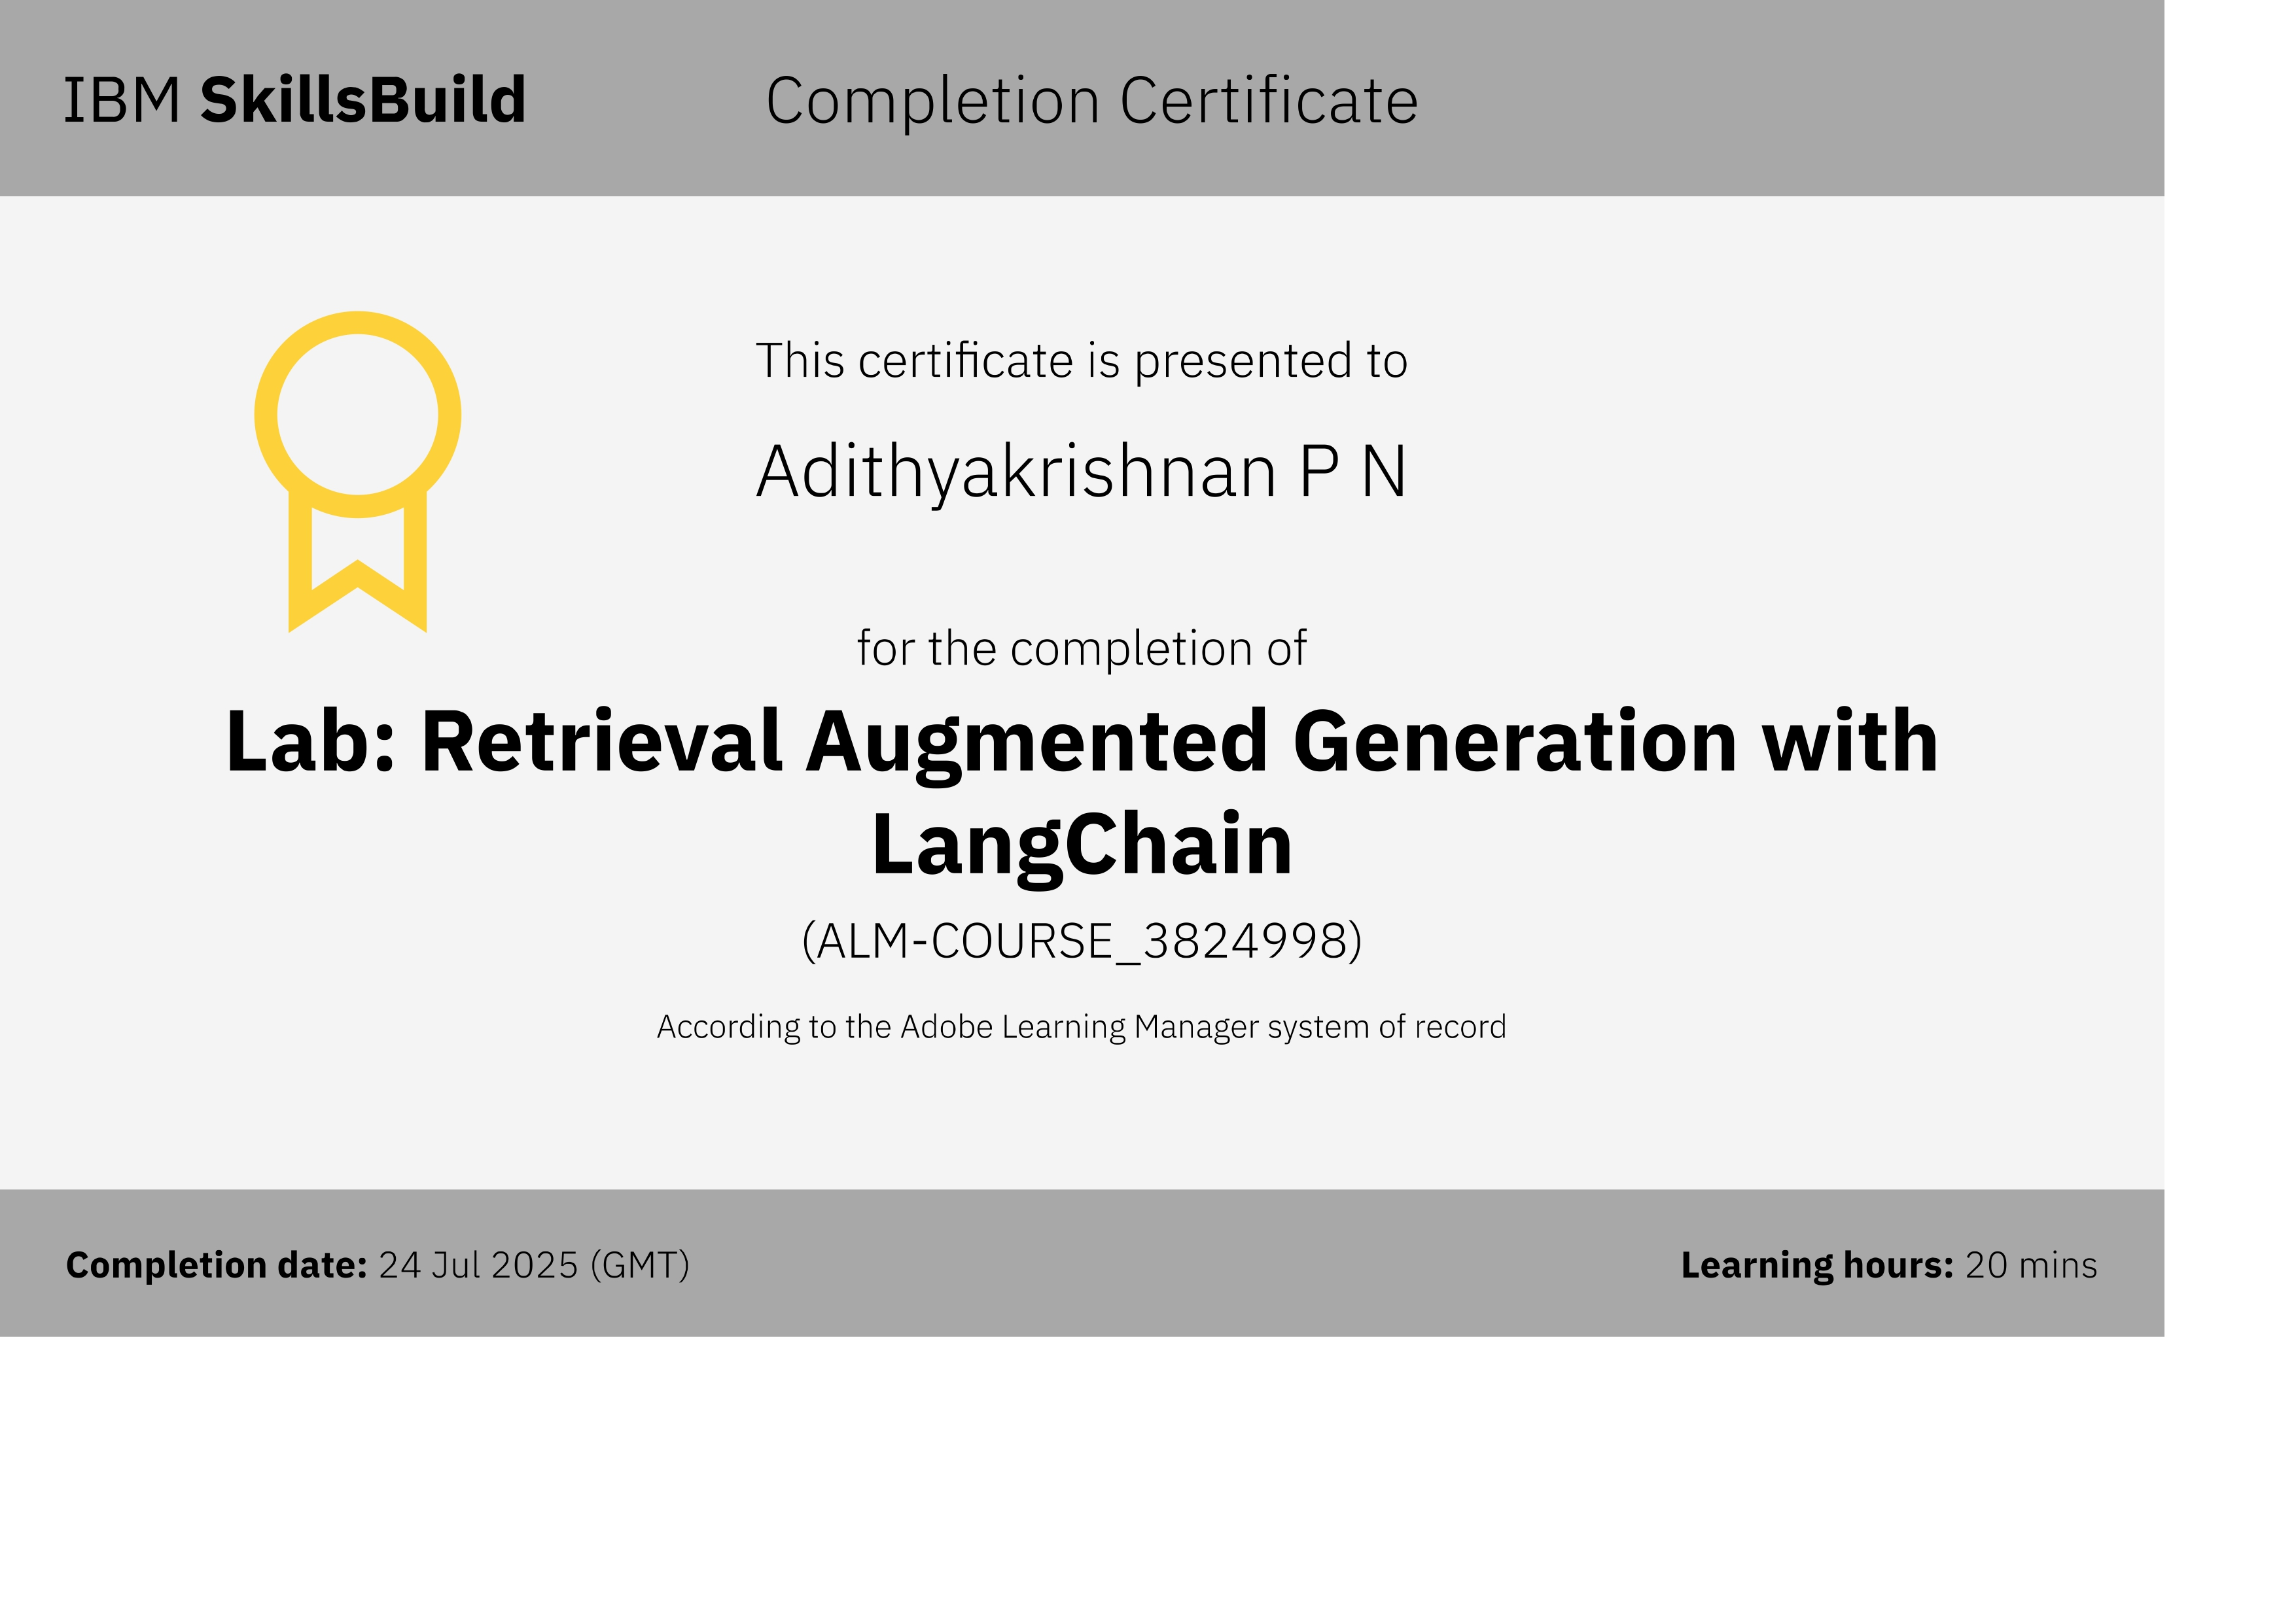 IBM SkillsBuild
Completion Certificate
This certificate is presented to
Adithyakrishnan P N
for the completion of
Lab: Retrieval Augmented Generation with
LangChain
(ALM-COURSE_3824998)
According to the Adobe Learning Manager system of record
Completion date: 24 Jul 2025 (GMT)
Learning hours: 20 mins